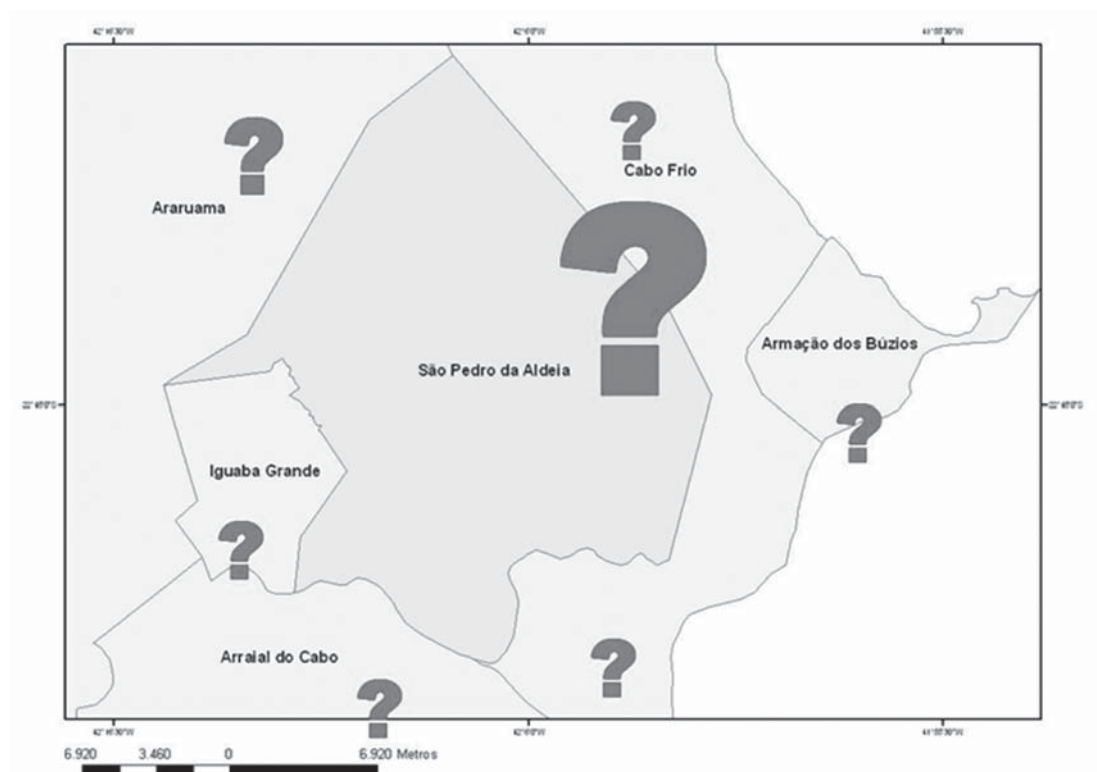 ?
?
Cabo Frio
Araruama
?
Armação dos Búzios
São Pedro da Aldeia
?
Iguaba Grande
?
Arraial do Cabo
?
?
6.920 3.460 0 6.920 Metros